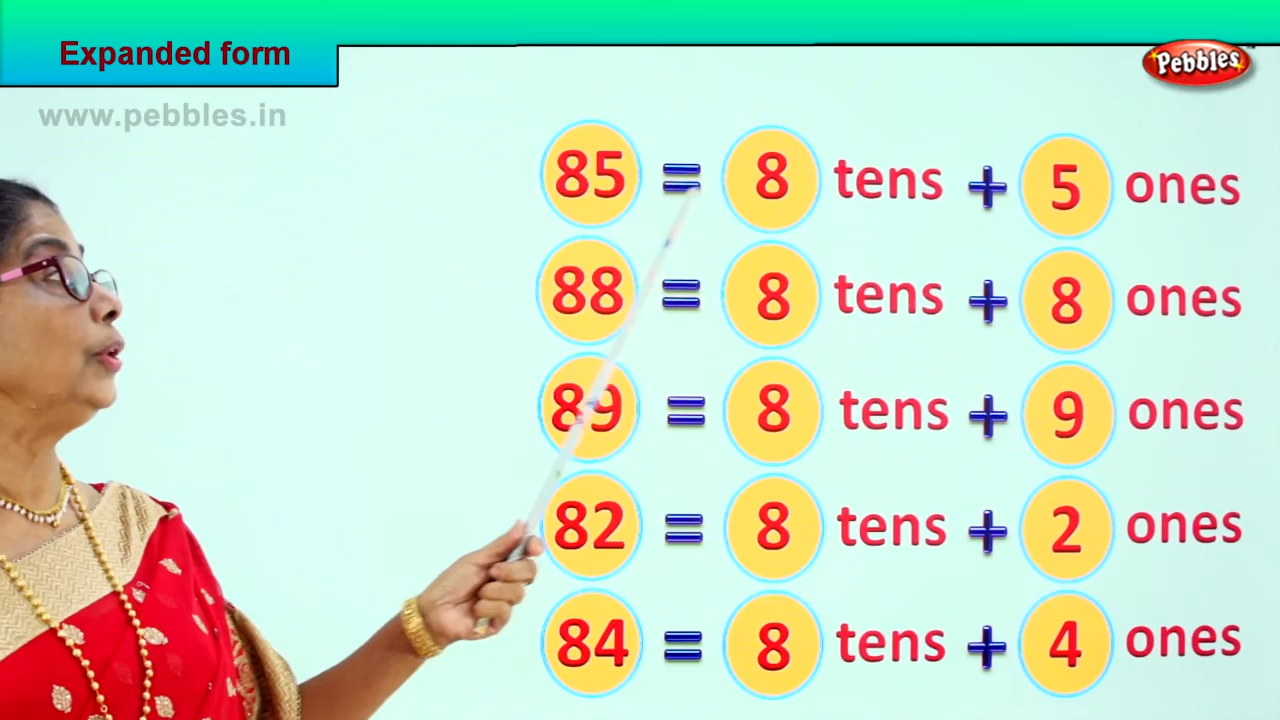 Expanded form
Pebbles
www.pebbles.in
85 = 8 tens + 5 ones
88 = 8 tens + 8 ones
89 = 8 tens + 9 ones
82 = 8 tens + 2 ones
84 = 8 tens + 4 ones